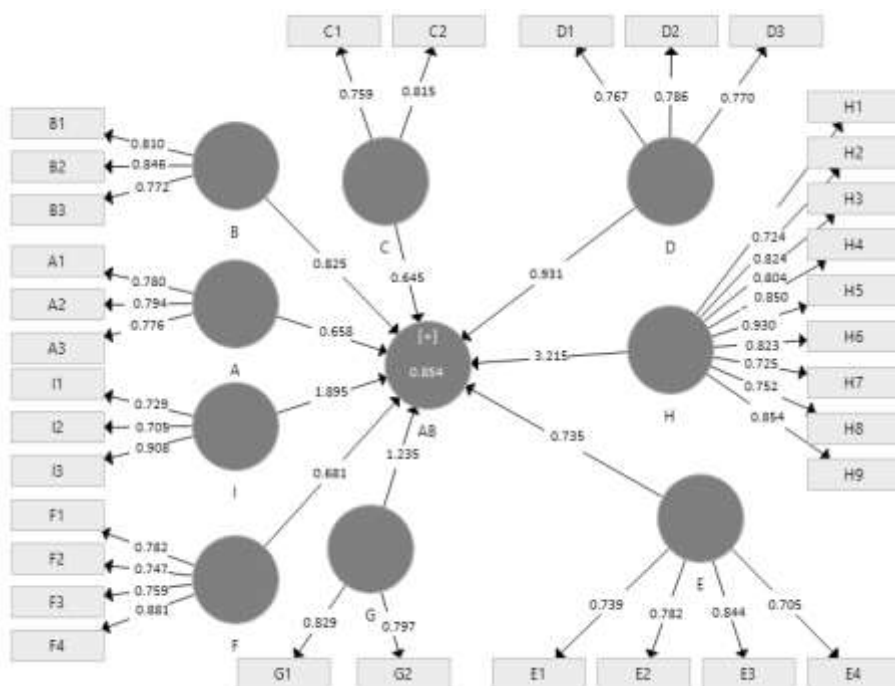 C1
C2
D1
D2
D3
0.759
0.815
0.767
0.786
0.770
B1
B2
B3
0.810
0.846
0.772
B
C
D
H1
H2
H3
H4
H5
H6
H7
H8
H9
0.724
0.824
0.804
0.850
0.930
0.823
0.725
0.752
0.854
H
A1
A2
A3
0.780
0.794
0.776
A
0.825
0.645
0.931
0.658
3.215
[+]
0.854
AB
I1
I2
I3
0.729
0.705
0.908
I
1.895
0.681
1.235
0.735
F1
F2
F3
F4
0.782
0.747
0.759
0.881
F
G
0.829
0.797
G1
G2
E
0.739
0.782
0.844
0.705
E1
E2
E3
E4